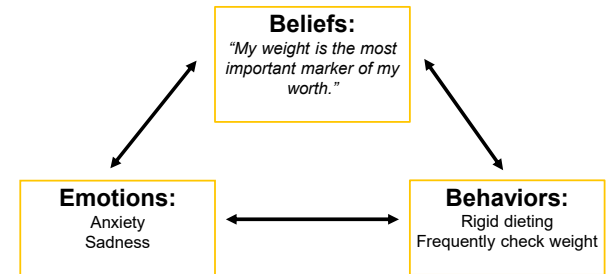 Beliefs:
“My weight is the most
important marker of my
worth.”
Emotions:
Anxiety
Sadness
Behaviors:
Rigid dieting
Frequently check weight